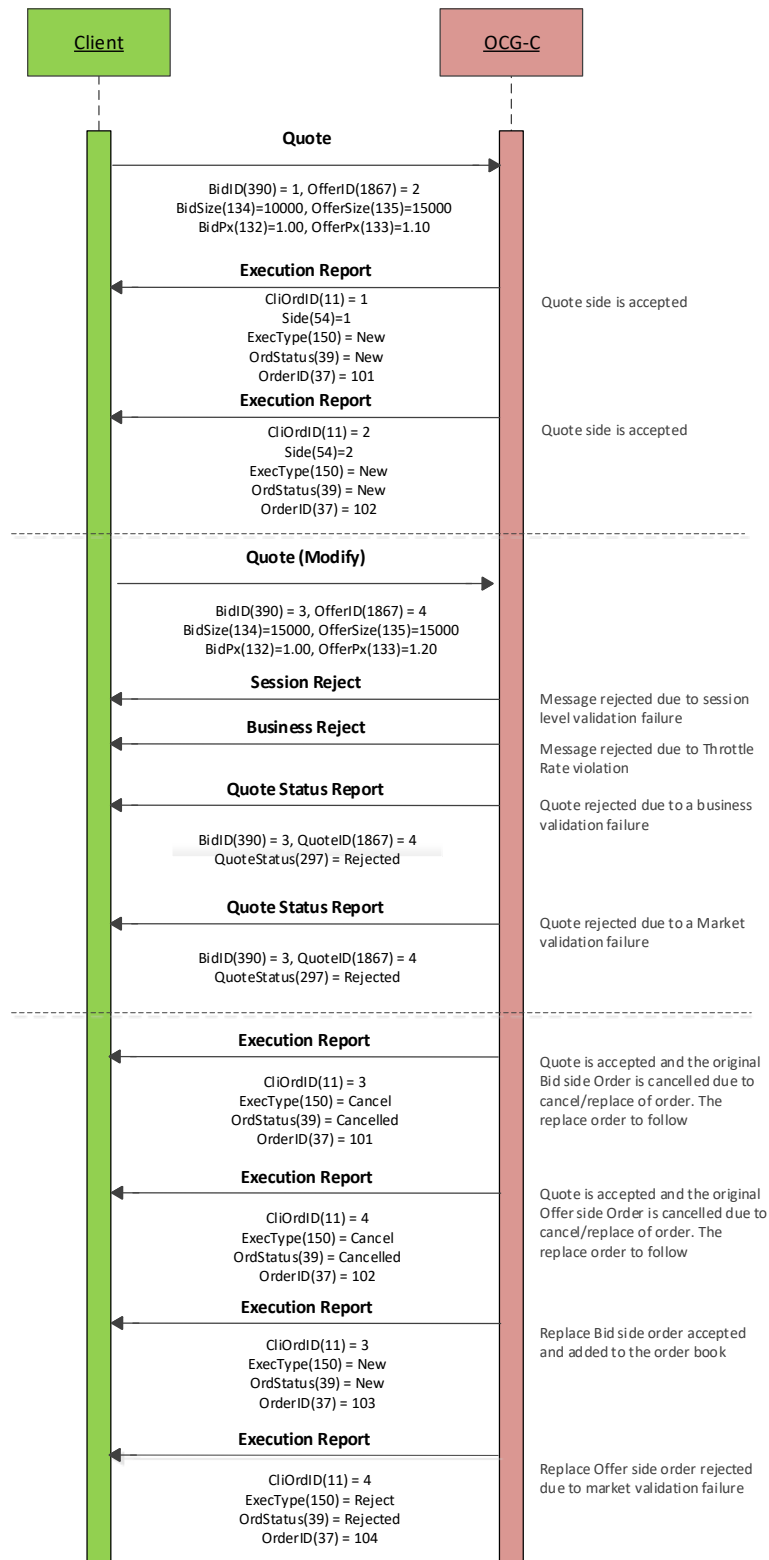 Client
OCG-C
Quote
BidID(390) = 1, OfferID(1867) = 2
BidSize(134)=10000, OfferSize(135)=15000
BidPx(132)=1.00, OfferPx(133)=1.10
Execution Report
CliOrdID(11) = 1
Side(54)=1
ExecType(150) = New
OrdStatus(39) = New
OrderID(37) = 101
Quote side is accepted
Execution Report
CliOrdID(11) = 2
Side(54)=2
ExecType(150) = New
OrdStatus(39) = New
OrderID(37) = 102
Quote side is accepted
Quote (Modify)
BidID(390) = 3, OfferID(1867) = 4
BidSize(134)=15000, OfferSize(135)=15000
BidPx(132)=1.00, OfferPx(133)=1.20
Session Reject
Message rejected due to session
level validation failure
Business Reject
Message rejected due to Throttle
Rate violation
Quote Status Report
Quote rejected due to a business
validation failure
BidID(390) = 3, QuoteID(1867) = 4
QuoteStatus(297) = Rejected
Quote Status Report
Quote rejected due to a Market
validation failure
BidID(390) = 3, QuoteID(1867) = 4
QuoteStatus(297) = Rejected
Execution Report
CliOrdID(11) = 3
ExecType(150) = Cancel
OrdStatus(39) = Cancelled
OrderID(37) = 101
Quote is accepted and the original
Bid side Order is cancelled due to
cancel/replace of order. The
replace order to follow
Execution Report
CliOrdID(11) = 4
ExecType(150) = Cancel
OrdStatus(39) = Cancelled
OrderID(37) = 102
Quote is accepted and the original
Offer side Order is cancelled due to
cancel/replace of order. The
replace order to follow
Execution Report
CliOrdID(11) = 3
ExecType(150) = New
OrdStatus(39) = New
OrderID(37) = 103
Replace Bid side order accepted
and added to the order book
Execution Report
CliOrdID(11) = 4
ExecType(150) = Reject
OrdStatus(39) = Rejected
OrderID(37) = 104
Replace Offer side order rejected
due to market validation failure